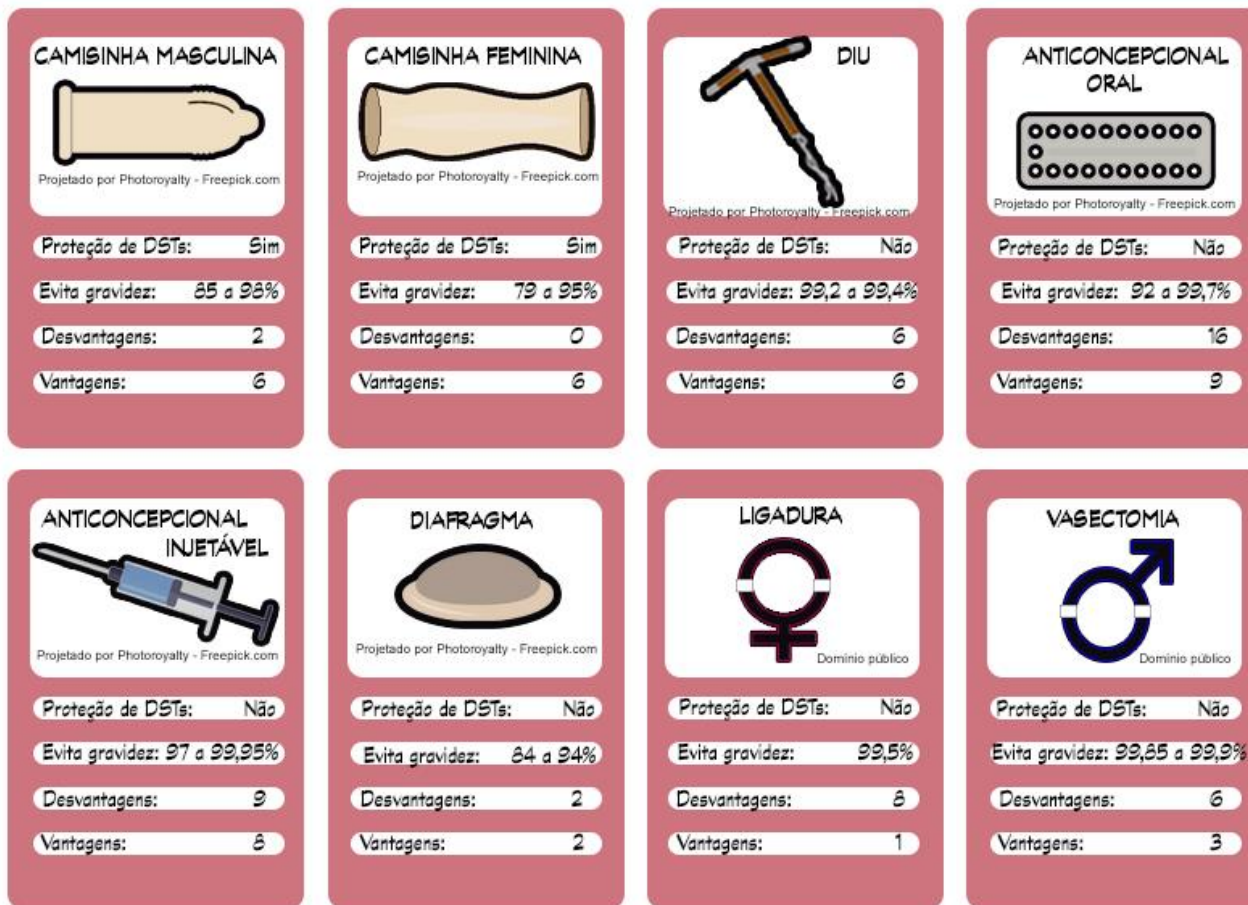 CAMISINHA MASCULINA
Projetado por Photoroyalty - Freepick.com
Proteção de DSTs: Sim
Evita gravidez: 85 a 98%
Desvantagens: 2
Vantagens: 6
CAMISINHA FEMININA
Projetado por Photoroyalty - Freepick.com
Proteção de DSTs: Sim
Evita gravidez: 79 a 95%
Desvantagens: 0
Vantagens: 6
DIU
Projetado por Photoroyalty - Freepick.com
Proteção de DSTs: Não
Evita gravidez: 99,2 a 99,4%
Desvantagens: 6
Vantagens: 6
ANTICONCEPCIONAL
ORAL
Projetado por Photoroyalty - Freepick.com
Proteção de DSTs: Não
Evita gravidez: 92 a 99,7%
Desvantagens: 16
Vantagens: 9
ANTICONCEPCIONAL
INJETÁVEL
Projetado por Photoroyalty - Freepick.com
Proteção de DSTs: Não
Evita gravidez: 97 a 99,95%
Desvantagens: 9
Vantagens: 8
DIAFRAGMA
Projetado por Photoroyalty - Freepick.com
Proteção de DSTs: Não
Evita gravidez: 84 a 94%
Desvantagens: 2
Vantagens: 2
LIGADURA
Domínio público
Proteção de DSTs: Não
Evita gravidez: 99,5%
Desvantagens: 8
Vantagens: 1
VASECTOMIA
Domínio público
Proteção de DSTs: Não
Evita gravidez: 99,85 a 99,9%
Desvantagens: 6
Vantagens: 3